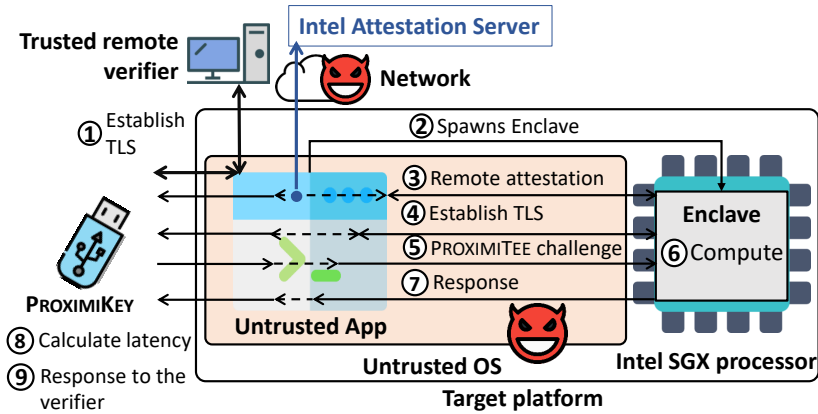 Intel Attestation Server
Trusted remote
verifier
Network
① Establish
TLS
② Spawns Enclave
③ Remote attestation
④ Establish TLS
Enclave
⑤ PROXIMITEE challenge
⑥ Compute
⑦ Response
PROXIMIKEY
Untrusted App
⑧ Calculate latency
Untrusted OS
Intel SGX processor
⑨ Response to the
verifier
Target platform